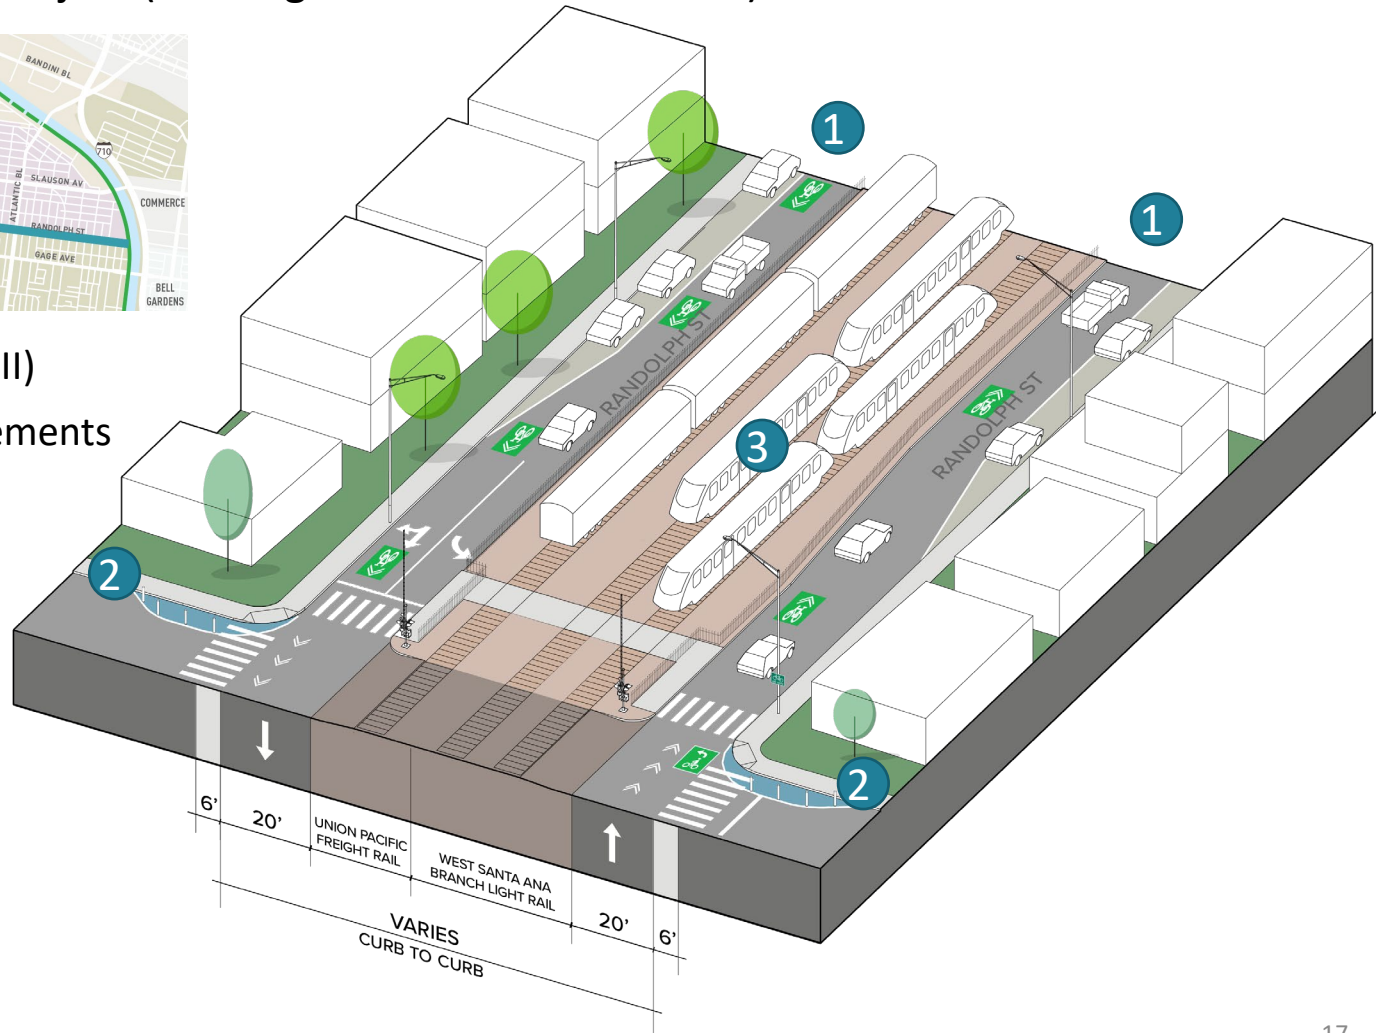 BANDINI BL
710
SLAUSON AV
ATLANTIC BL
COMMERCE
RANDOLPH ST
GAGE AVE
BELL
GARDENS
1
1
RANDOLPH ST
RANDOLPH ST
3
2
2
6'
20'
UNION PACIFIC
FREIGHT RAIL
WEST SANTA ANA
BRANCH LIGHT RAIL
20'
6'
VARIES
CURB TO CURB